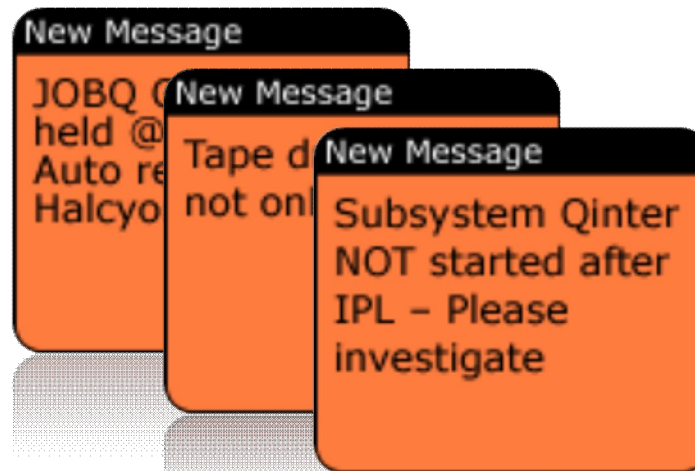 New Message
JOBQ
held @
Auto re
Halcyo
New Message
Tape d
not onl
New Message
Subsystem Qinter
NOT started after
IPL – Please
investigate